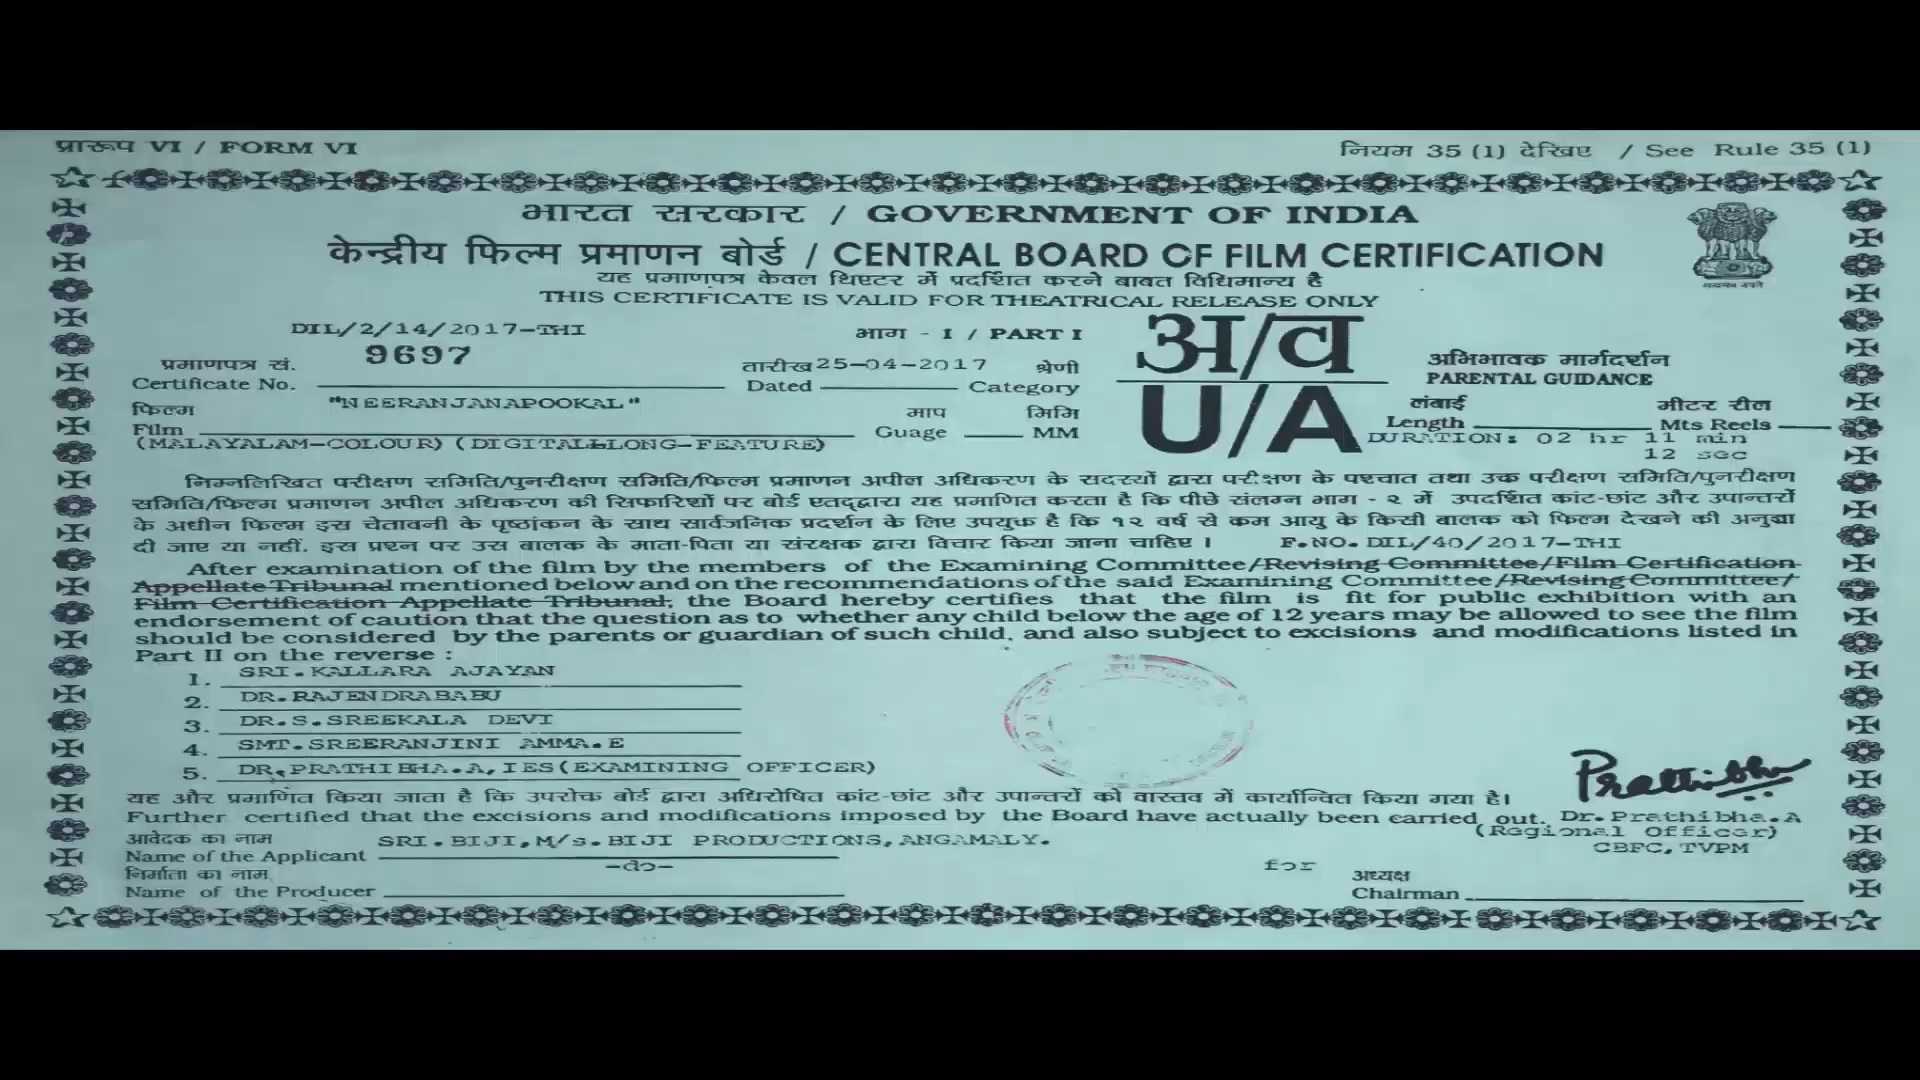 प्रारूप VI / FORM VI
नियम 35 (1) देखिए / See Rule 35 (1)
भारत सरकार / GOVERNMENT OF INDIA
केन्द्रीय फिल्म प्रमाणन बोर्ड / CENTRAL BOARD OF FILM CERTIFICATION
यह प्रमाणपत्र केवल थिएटर में प्रदर्शित करने बाबत विधिमान्य है
THIS CERTIFICATE IS VALID FOR THEATRICAL RELEASE ONLY
DIL/2/14/2017-THI
भाग - I / PART I
अ/व
प्रमाणपत्र सं. 9697
तारीख 25-04-2017 श्रेणी
अभिभावक मार्गदर्शन
Certificate No.
Dated Category
U/A
PARENTAL GUIDANCE
फिल्म "NEERANJANAPOOKAL"
माप मिमि
लंबाई मीटर रील
Film
Guage MM
Length Mts Reels
(MALAYALAM-COLOUR) (DIGITAL-LONG-FEATURE)
DURATION: 02 hr 11 min
12 sec
निम्नलिखित परीक्षण समिति/पुनरीक्षण समिति/फिल्म प्रमाणन अपील अधिकरण के सदस्यों द्वारा परीक्षण के पश्चात तथा उक्त परीक्षण समिति/पुनरीक्षण
समिति/फिल्म प्रमाणन अपील अधिकरण की सिफारिशों पर बोर्ड एतद्द्वारा यह प्रमाणित करता है कि पीछे संलग्न भाग - २ में उपदर्शित कांट-छांट और उपान्तरों
के अधीन फिल्म इस चेतावनी के पृष्ठांकन के साथ सार्वजनिक प्रदर्शन के लिए उपयुक्त है कि १२ वर्ष से कम आयु के किसी बालक को फिल्म देखने की अनुज्ञा
दी जाए या नहीं. इस प्रश्न पर उस बालक के माता-पिता या संरक्षक द्वारा विचार किया जाना चाहिए । F.NO.DIL/40/2017-THI
After examination of the film by the members of the Examining Committee/Revising Committee/Film Certification
Appellate Tribunal mentioned below and on the recommendations of the said Examining Committee/Revising Committee/
Film Certification Appellate Tribunal, the Board hereby certifies that the film is fit for public exhibition with an
endorsement of caution that the question as to whether any child below the age of 12 years may be allowed to see the film
should be considered by the parents or guardian of such child, and also subject to excisions and modifications listed in
Part II on the reverse :
1. SRI.KALLARA AJAYAN
2. DR.RAJENDRABABU
3. DR.S.SREEKALA DEVI
4. SMT.SREERANJINI AMMA.E
5. DR.PRATHIBHA.A,IES(EXAMINING OFFICER)
Prathibha
यह और प्रमाणित किया जाता है कि उपरोक्त बोर्ड द्वारा अधिरोषित कांट-छांट और उपान्तरों को वास्तव में कार्यान्वित किया गया है।
Further certified that the excisions and modifications imposed by the Board have actually been carried out.
Dr.Prathibha.A
(Regional Officer)
CBFC,TVPM
आवेदक का नाम SRI.BIJI,M/s.BIJI PRODUCTIONS,ANGAMALY.
Name of the Applicant
निर्माता का नाम -do-
Name of the Producer
for
अध्यक्ष
Chairman